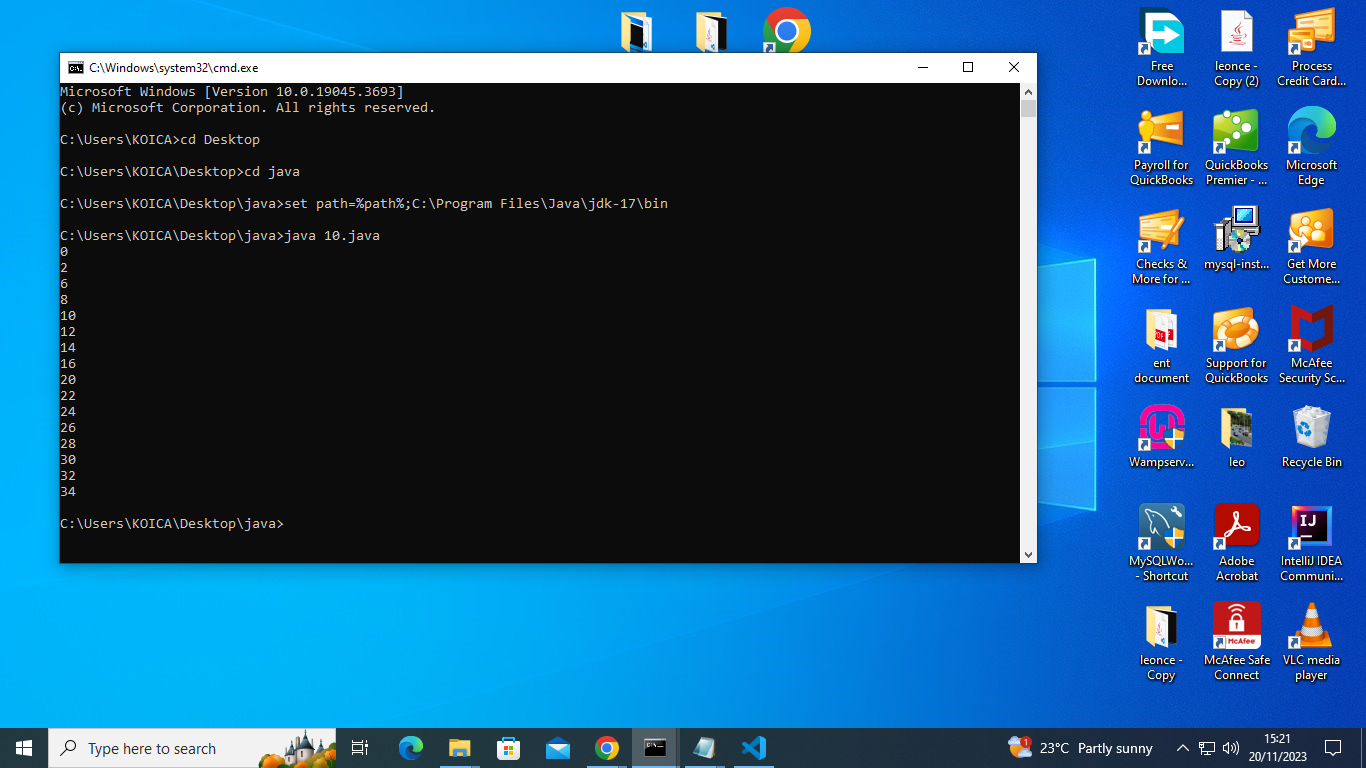 C:\Windows\system32\cmd.exe
Microsoft Windows [Version 10.0.19045.3693]
(c) Microsoft Corporation. All rights reserved.
C:\Users\KOICA>cd Desktop
C:\Users\KOICA\Desktop>cd java
C:\Users\KOICA\Desktop\java>set path=%path%;C:\Program Files\Java\jdk-17\bin
C:\Users\KOICA\Desktop\java>java 10.java
0
2
6
8
10
12
14
16
20
22
24
26
28
30
32
34
C:\Users\KOICA\Desktop\java>
Free
Downlo...
leonce -
Copy (2)
Process
Credit Card...
Payroll for
QuickBooks
QuickBooks
Premier - ...
Microsoft
Edge
Checks &
More for ...
mysql-inst...
Get More
Custome...
PDF
ent
document
Support for
QuickBooks
McAfee
Security Sc...
Wampserv...
leo
Recycle Bin
MySQLWo...
- Shortcut
Adobe
Acrobat
IJ
IntelliJ IDEA
Communi...
leonce -
Copy
McAfee
McAfee Safe
Connect
VLC media
player
Type here to search
1
23°C Partly sunny
15:21
20/11/2023